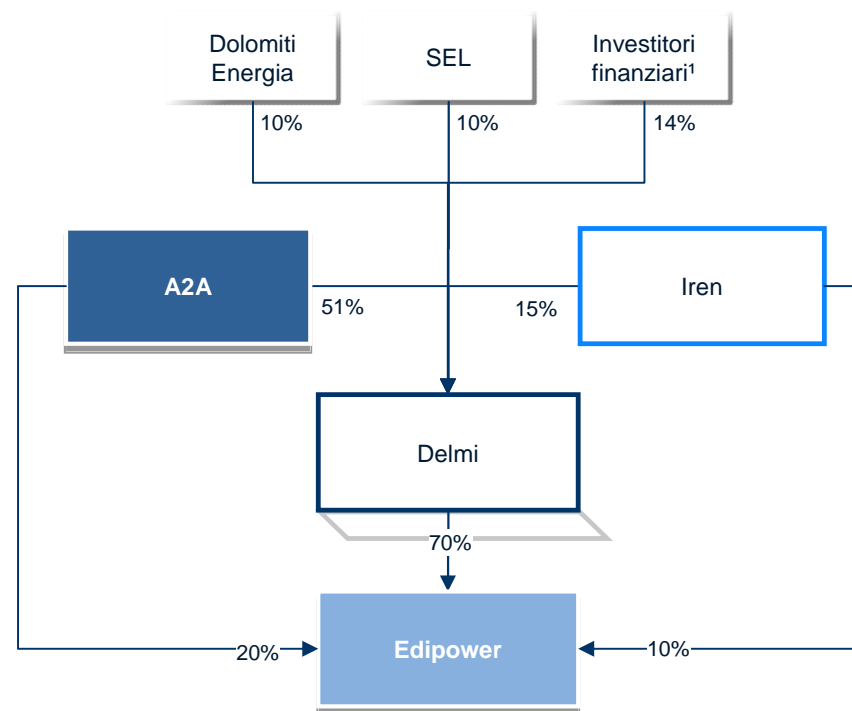 Dolomiti
Energia
SEL
Investitori
finanziari¹
10%
10%
14%
A2A
51%
15%
Iren
Delmi
70%
20%
Edipower
10%